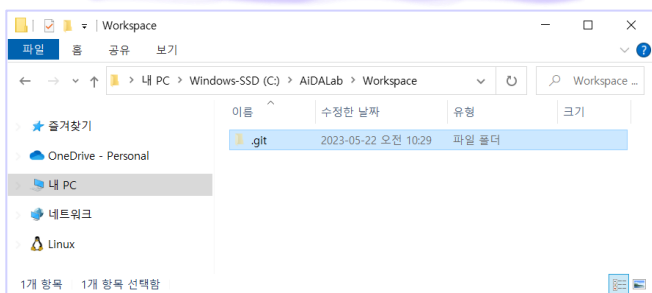 Workspace
파일 홈 공유 보기
내 PC > Windows-SSD (C:) > AiDALab > Workspace
Workspace ...
이름 수정한 날짜 유형 크기
즐겨찾기
.git 2023-05-22 오전 10:29 파일 폴더
OneDrive - Personal
내 PC
네트워크
Linux
1개 항목 1개 항목 선택함